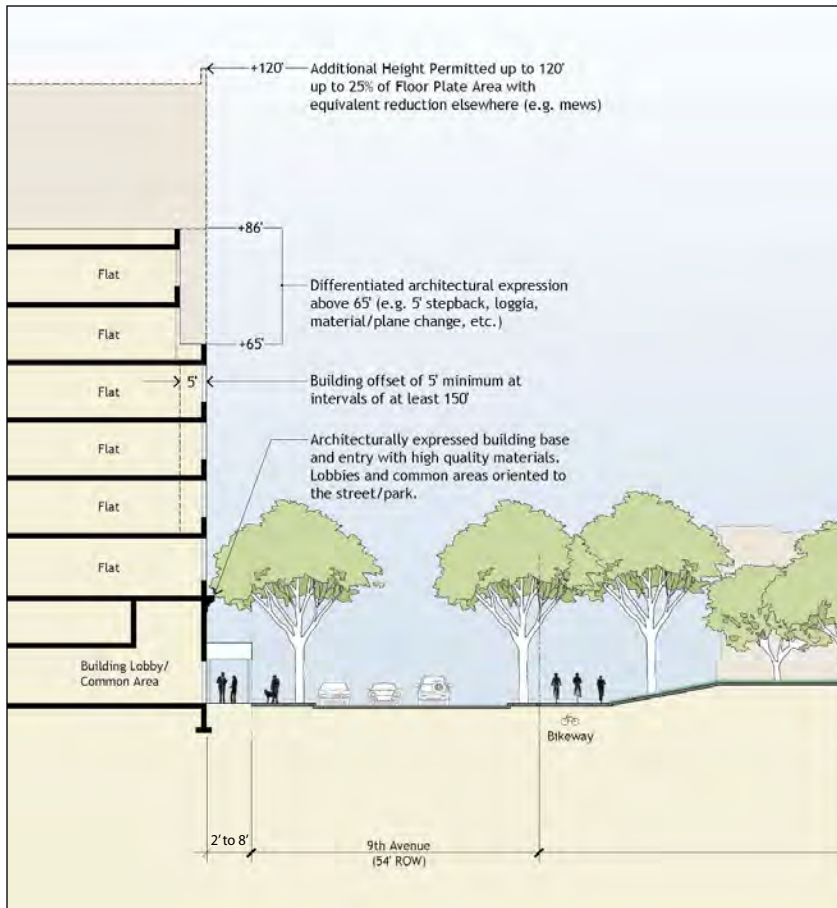 +120'
Additional Height Permitted up to 120'
up to 25% of Floor Plate Area with
equivalent reduction elsewhere (e.g. mews)
+86'
Flat
Differentiated architectural expression
above 65' (e.g. 5' stepback, loggia,
material/plane change, etc.)
Flat
+65'
5'
Building offset of 5' minimum at
intervals of at least 150'
Flat
Architecturally expressed building base
and entry with high quality materials.
Lobbies and common areas oriented to
the street/park.
Flat
Flat
Flat
Building Lobby/
Common Area
Bikeway
2' to 8'
9th Avenue
(54' ROW)